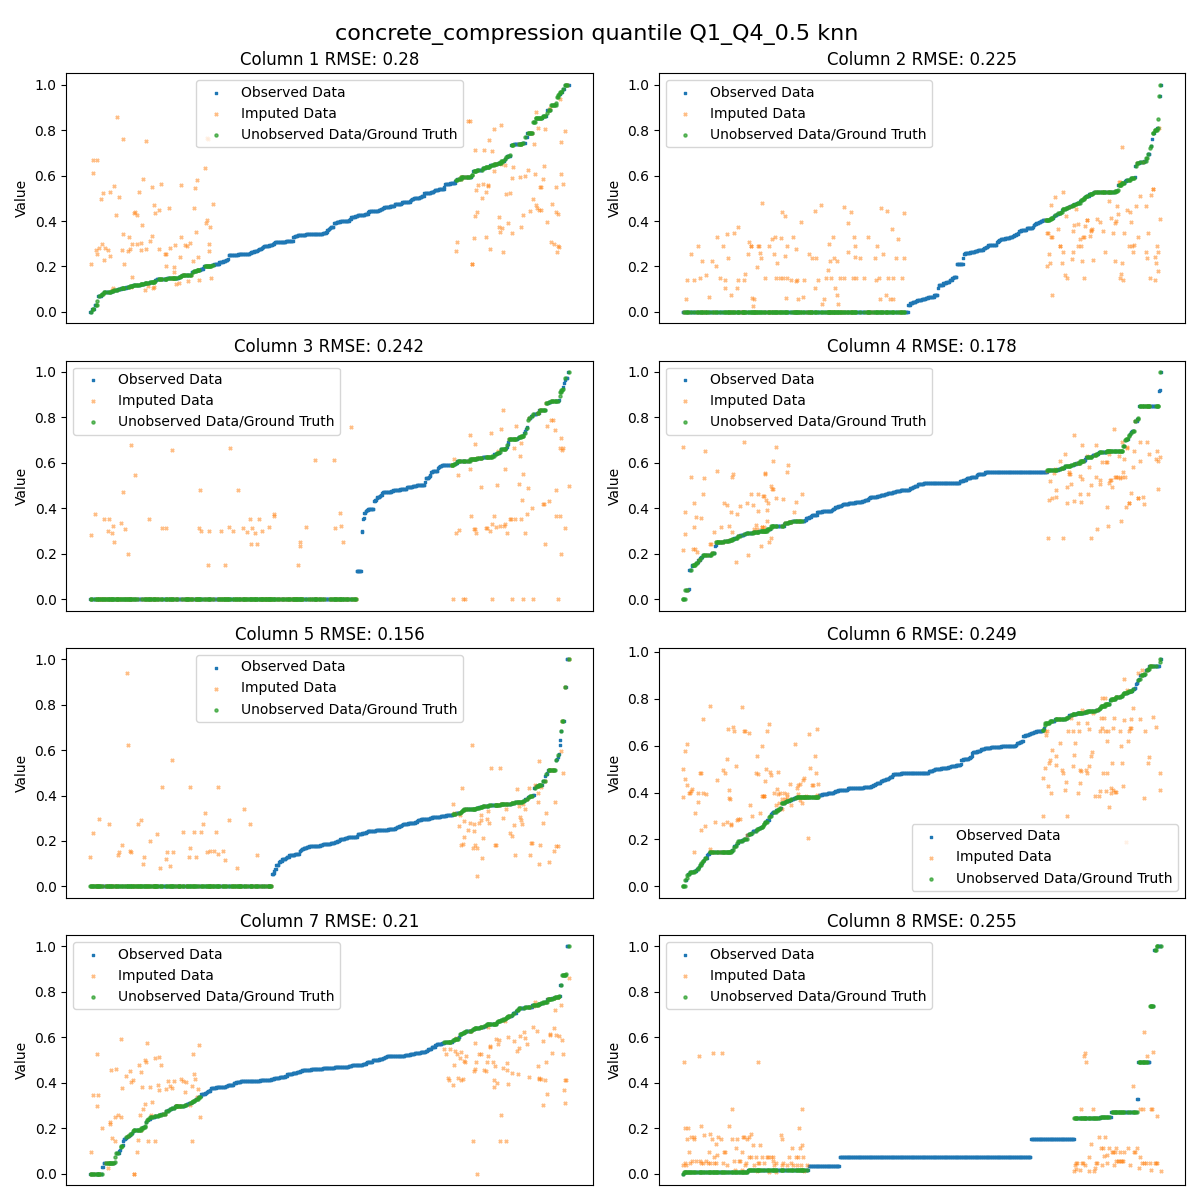 concrete_compression quantile Q1_Q4_0.5 knn
Column 1 RMSE: 0.28
Value
1.0
0.8
0.6
0.4
0.2
0.0
Observed Data
Imputed Data
Unobserved Data/Ground Truth
Column 2 RMSE: 0.225
Value
1.0
0.8
0.6
0.4
0.2
0.0
Observed Data
Imputed Data
Unobserved Data/Ground Truth
Column 3 RMSE: 0.242
Value
1.0
0.8
0.6
0.4
0.2
0.0
Observed Data
Imputed Data
Unobserved Data/Ground Truth
Column 4 RMSE: 0.178
Value
1.0
0.8
0.6
0.4
0.2
0.0
Observed Data
Imputed Data
Unobserved Data/Ground Truth
Column 5 RMSE: 0.156
Value
1.0
0.8
0.6
0.4
0.2
0.0
Observed Data
Imputed Data
Unobserved Data/Ground Truth
Column 6 RMSE: 0.249
Value
1.0
0.8
0.6
0.4
0.2
0.0
Observed Data
Imputed Data
Unobserved Data/Ground Truth
Column 7 RMSE: 0.21
Value
1.0
0.8
0.6
0.4
0.2
0.0
Observed Data
Imputed Data
Unobserved Data/Ground Truth
Column 8 RMSE: 0.255
Value
1.0
0.8
0.6
0.4
0.2
0.0
Observed Data
Imputed Data
Unobserved Data/Ground Truth